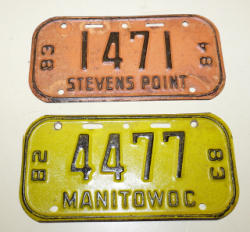 83 1471 84
STEVENS POINT
82 4477 83
MANITOWOC